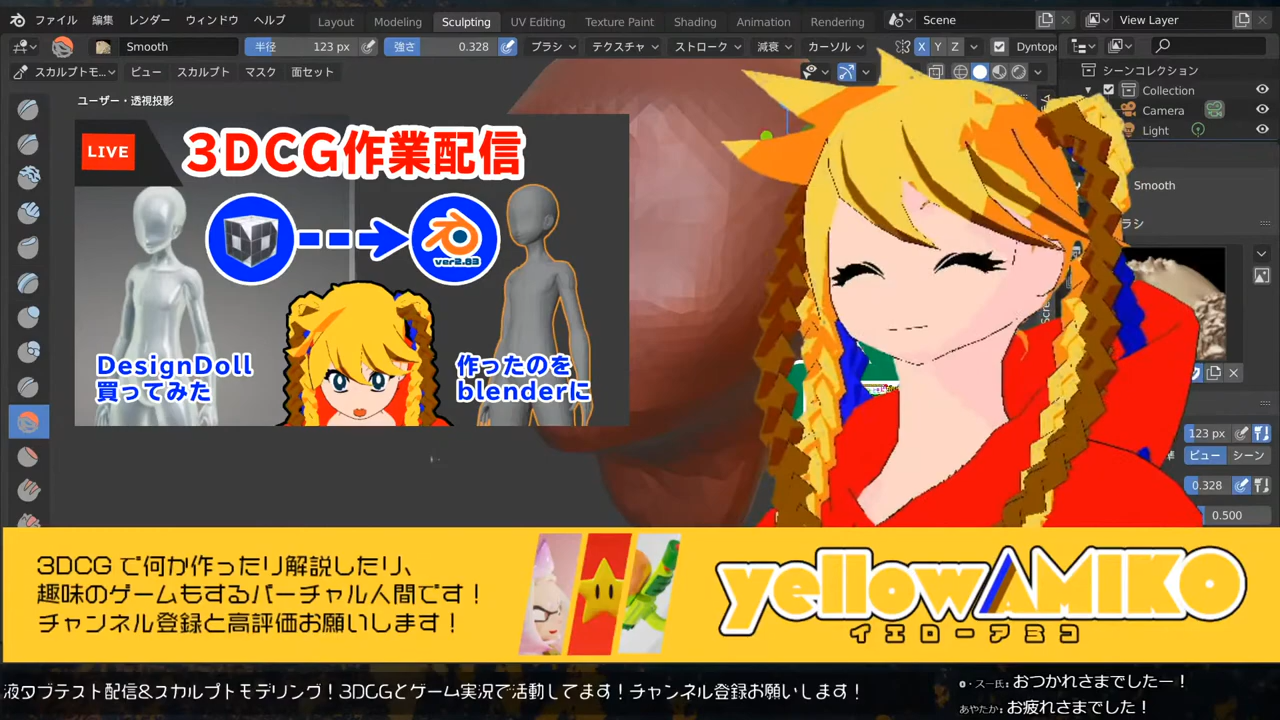 ファイル 編集 レンダー ウィンドウ ヘルプ Layout Modeling Sculpting UV Editing Texture Paint Shading Animation Rendering Scene View Layer
Smooth 半径 123 px 強さ 0.328 ブラシ テクスチャ ストローク 減衰 カーソル X Y Z Dyntopo
スカルプトモ... ビュー スカルプト マスク 面セット
シーンコレクション
ユーザー・透視投影
Collection
Camera
Light
LIVE
3DCG作業配信
ver2.83
DesignDoll
買ってみた
作ったのを
blenderに
Smooth
123 px
ビュー シーン
0.328
0.500
3DCGで何か作ったり解説したり、
趣味のゲームもするバーチャル人間です!
チャンネル登録と高評価お願いします!
yellowAMIKO
イエローアミコ
液タブテスト配信&スカルプトモデリング!3DCGとゲーム実況で活動してます!チャンネル登録お願いします!
o・スー氏: おつかれさまでしたー!
あやたか: お疲れさまでした!